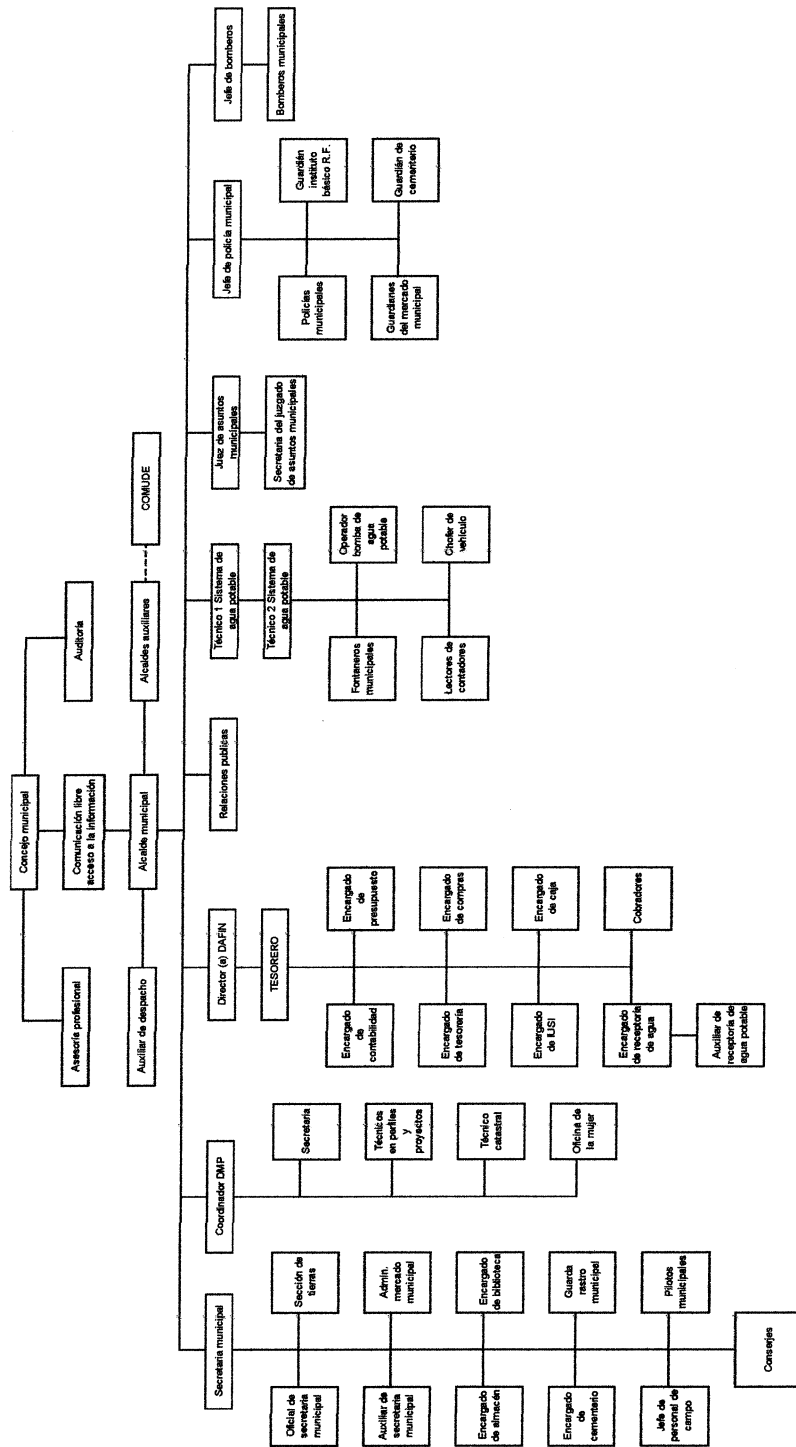 Concejo municipal
Asesoría profesional
Comunicación libre
acceso a la información
Auditoría
Auxiliar de despacho
Alcalde municipal
Alcaldes auxiliares
COMUDE
Secretaria municipal
Oficial de
secretaria
municipal
Sección de
tierras
Auxiliar de
secretaria
municipal
Admin.
mercado
municipal
Encargado
de almacén
Encargado
de biblioteca
Encargado
de
cementerio
Guarda
rastro
municipal
Jefe de
personal de
campo
Pilotos
municipales
Conserjes
Coordinador DMP
Secretaria
Técnicos
en perfiles
y
proyectos
Técnico
catastral
Oficina de
la mujer
Director (a) DAFIN
TESORERO
Encargado
de
contabilidad
Encargado
de
presupuesto
Encargado
de tesorería
Encargado
de compras
Encargado
de IUSI
Encargado
de caja
Encargado
de receptoría
de agua
Cobradores
Auxiliar de
receptoría de
agua potable
Relaciones publicas
Técnico 1 Sistema de
agua potable
Técnico 2 Sistema de
agua potable
Fontaneros
municipales
Operador
bomba de
agua
potable
Lectores de
contadores
Chofer de
vehículo
Juez de asuntos
municipales
Secretaria del juzgado
de asuntos municipales
Jefe de policía municipal
Policías
municipales
Guardián
instituto
básico R.F.
Guardianes
del mercado
municipal
Guardián de
cementerio
Jefe de bomberos
Bomberos municipales